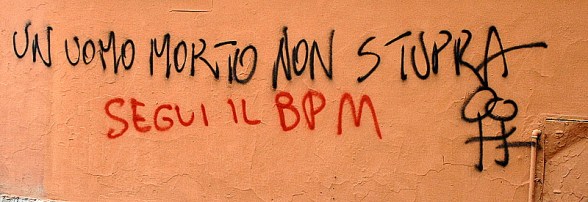 UN UOMO MORTO NON STUPRA
SEGUI IL BPM